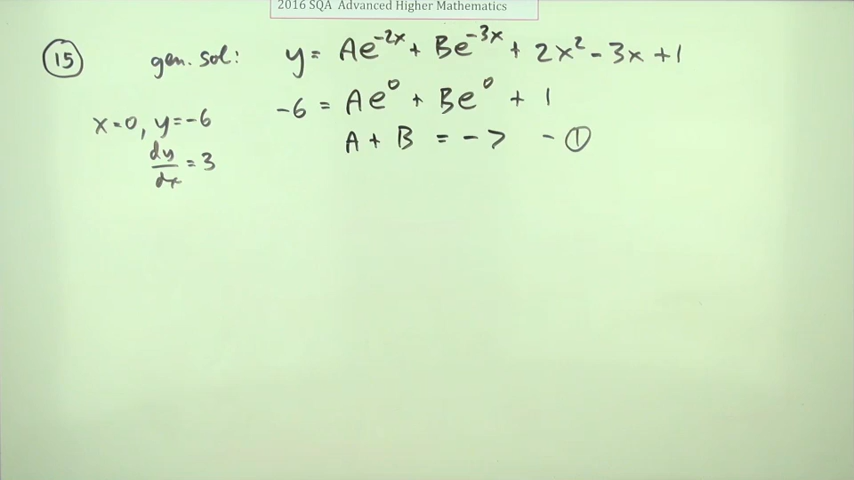 2016 SQA Advanced Higher Mathematics
15 gen. sol: y = Ae^-2x + Be^-3x + 2x² - 3x + 1
-6 = Ae^0 + Be^0 + 1
x=0, y=-6
A + B = -7 - ①
dy/dx = 3